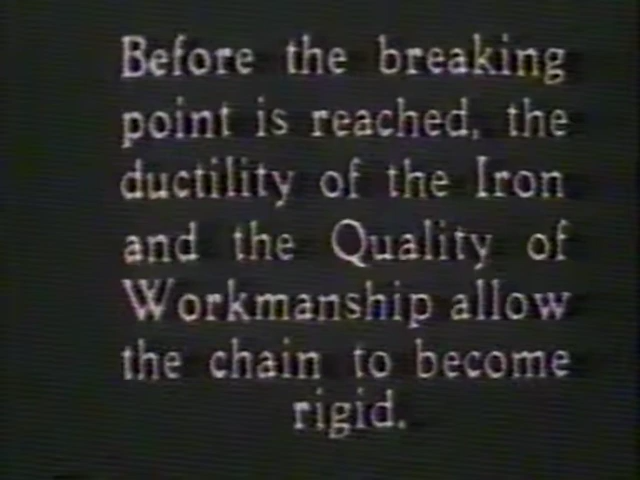 Before the breaking
point is reached, the
ductility of the Iron
and the Quality of
Workmanship allow
the chain to become
rigid.